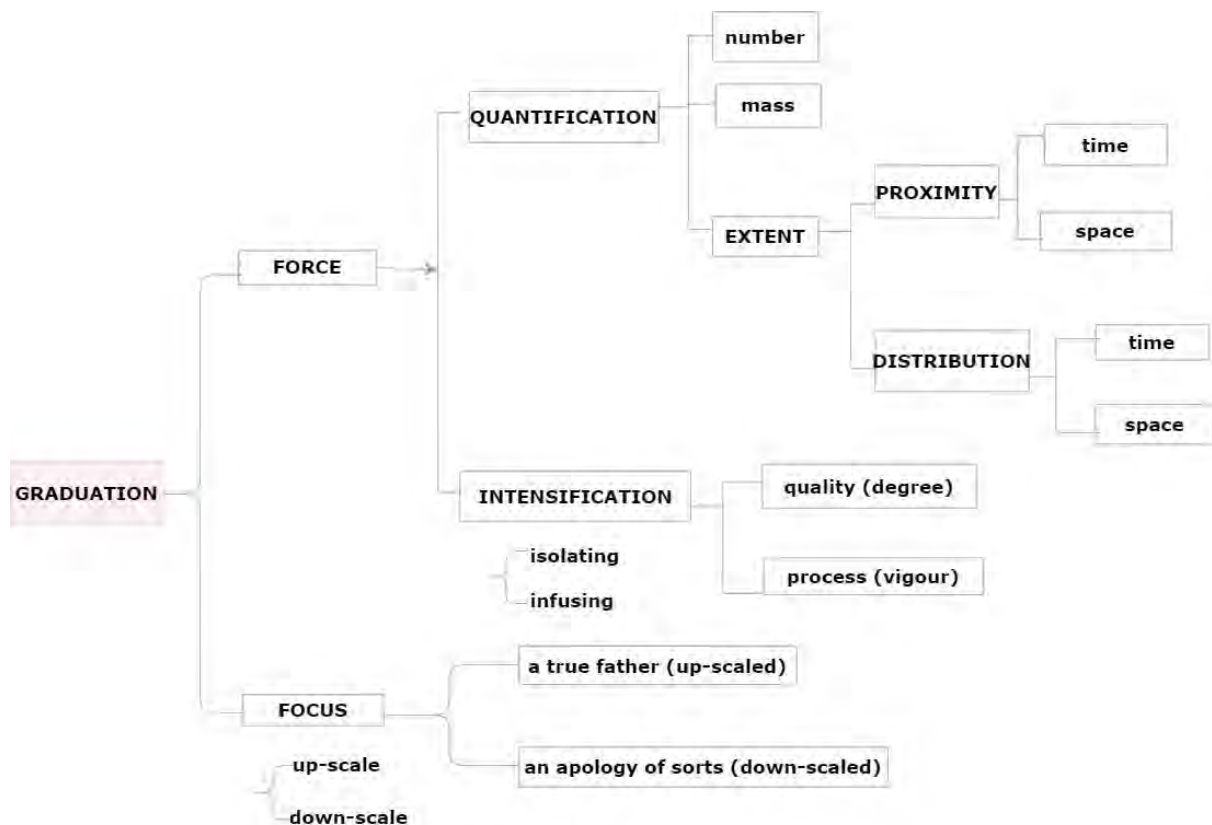 number
mass
QUANTIFICATION
time
PROXIMITY
space
EXTENT
FORCE
time
DISTRIBUTION
space
GRADUATION
INTENSIFICATION
quality (degree)
isolating
process (vigour)
infusing
a true father (up-scaled)
FOCUS
up-scale
an apology of sorts (down-scaled)
down-scale